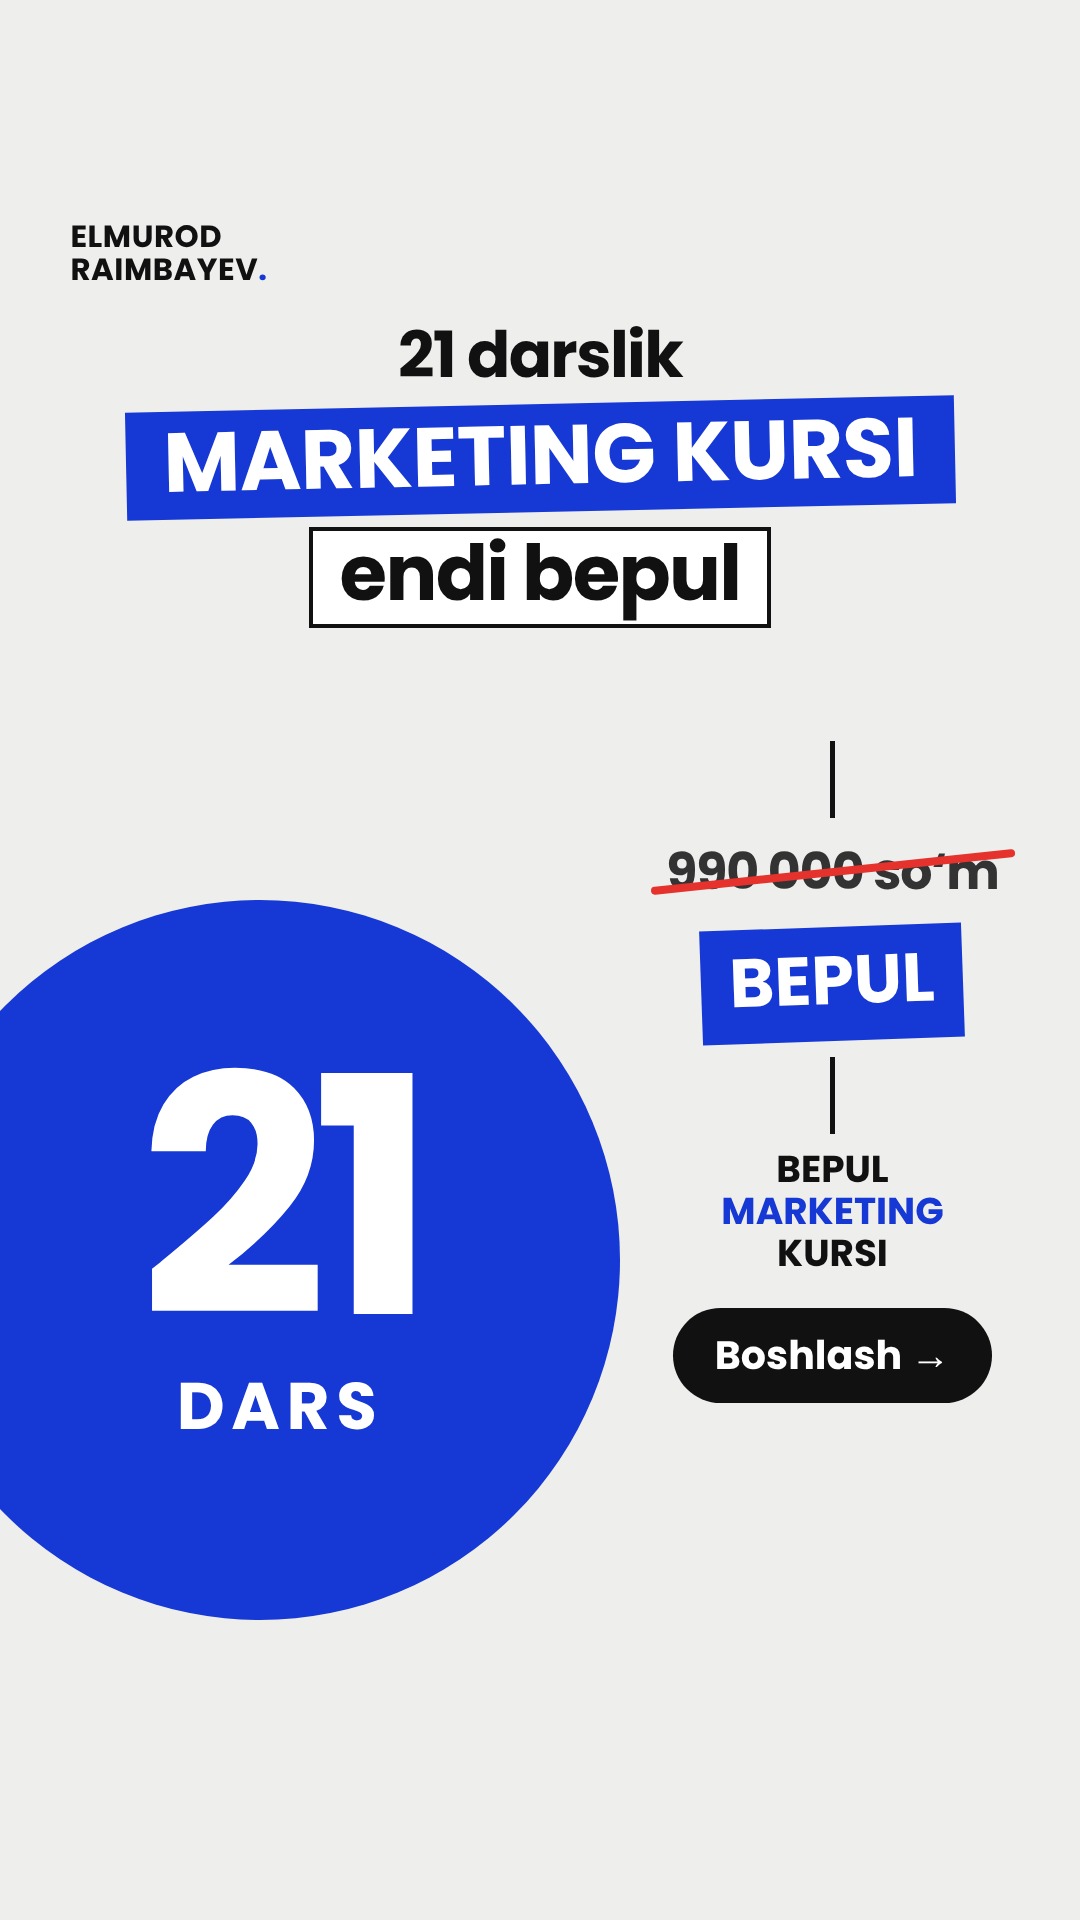 ELMUROD
RAIMBAYEV.
21 darslik
MARKETING KURSI
endi bepul
990 000 so'm
BEPUL
21
DARS
BEPUL
MARKETING
KURSI
Boshlash →